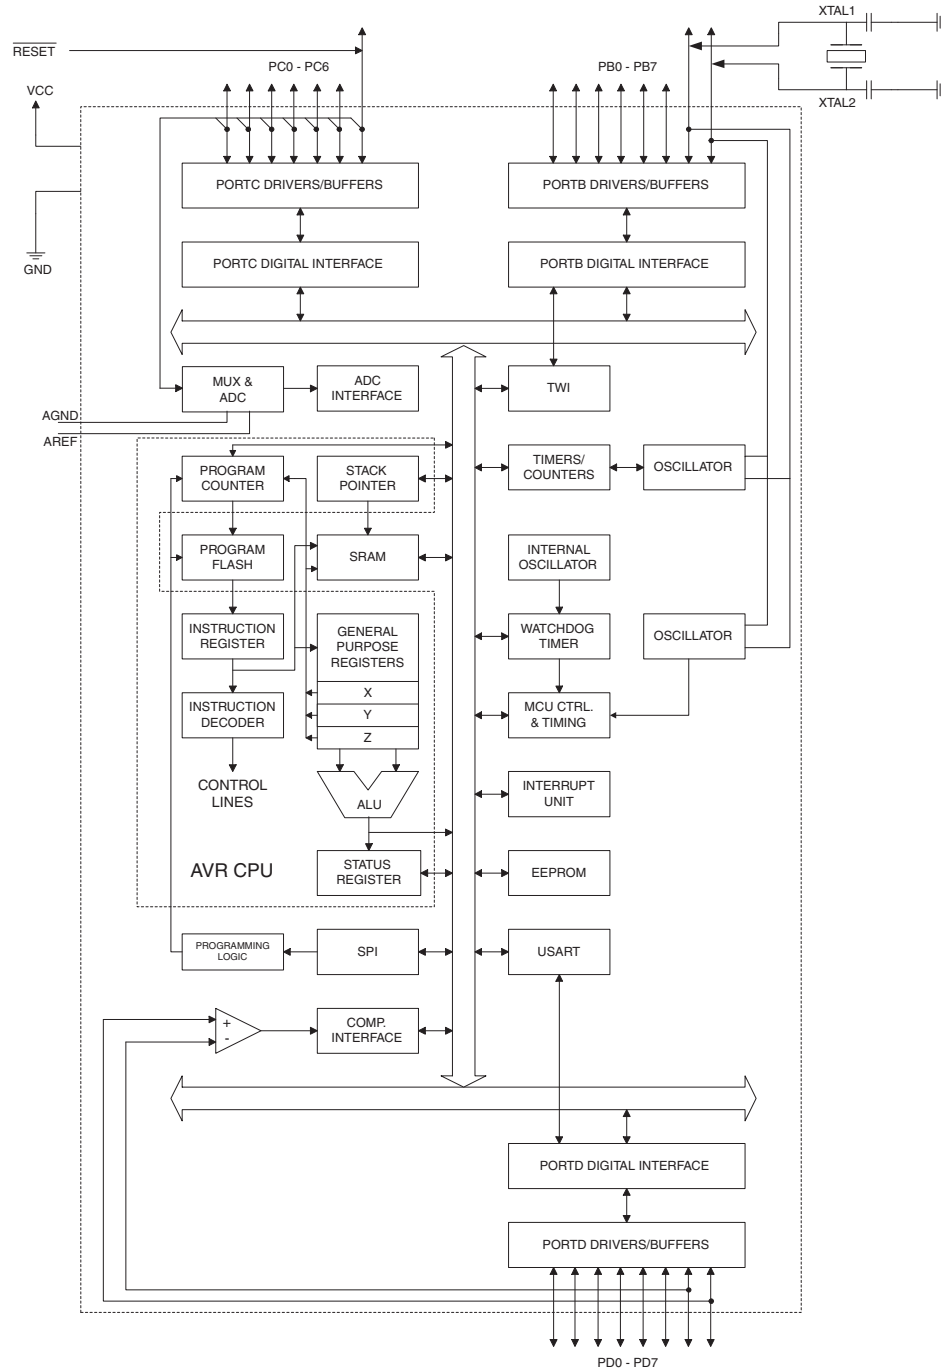 XTAL1
RESET
PC0 - PC6
PB0 - PB7
VCC
XTAL2
PORTC DRIVERS/BUFFERS
PORTB DRIVERS/BUFFERS
PORTC DIGITAL INTERFACE
PORTB DIGITAL INTERFACE
GND
MUX &
ADC
ADC
INTERFACE
TWI
AGND
AREF
PROGRAM
COUNTER
STACK
POINTER
TIMERS/
COUNTERS
OSCILLATOR
PROGRAM
FLASH
SRAM
INTERNAL
OSCILLATOR
INSTRUCTION
REGISTER
GENERAL
PURPOSE
REGISTERS
WATCHDOG
TIMER
OSCILLATOR
X
INSTRUCTION
DECODER
Y
MCU CTRL.
& TIMING
Z
CONTROL
LINES
ALU
INTERRUPT
UNIT
AVR CPU
STATUS
REGISTER
EEPROM
PROGRAMMING
LOGIC
SPI
USART
+
-
COMP.
INTERFACE
PORTD DIGITAL INTERFACE
PORTD DRIVERS/BUFFERS
PD0 - PD7